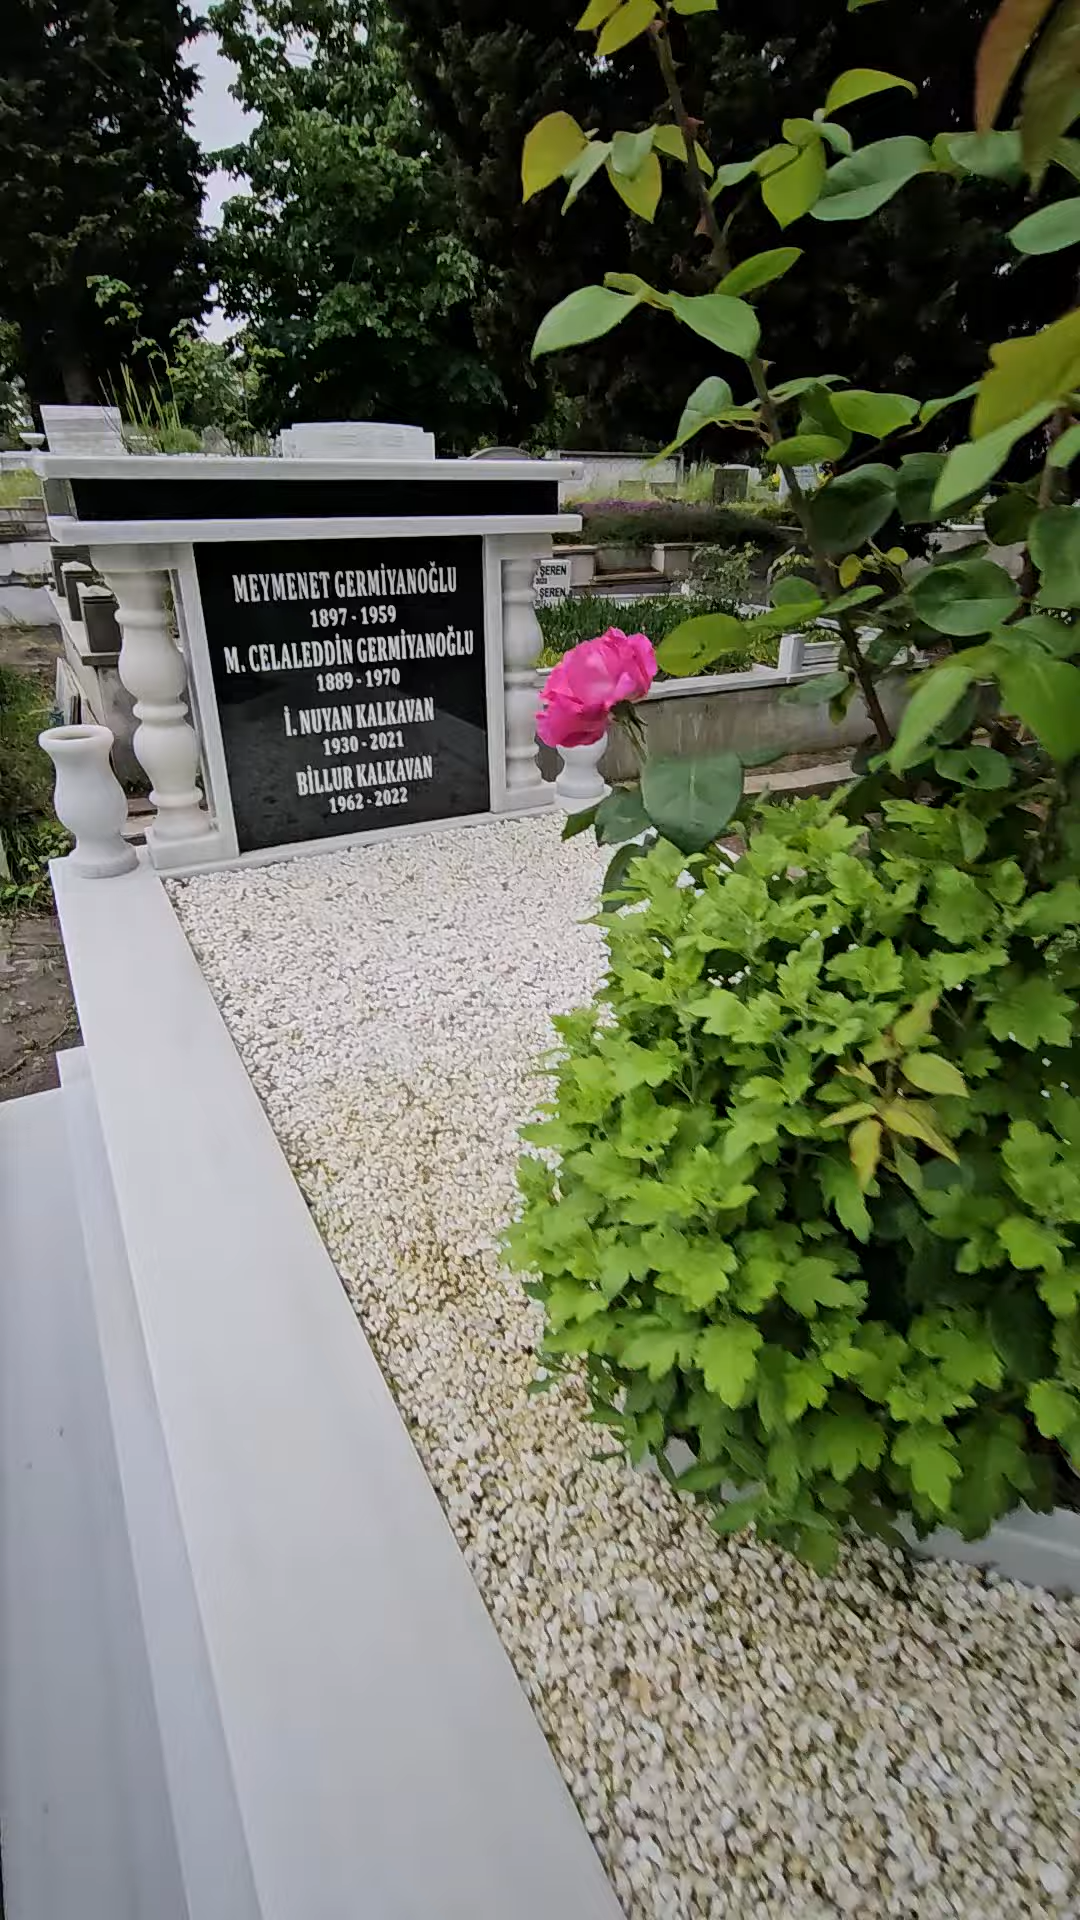 MEYMENET GERMİYANOĞLU
1897 - 1959
M. CELALEDDİN GERMİYANOĞLU
1889 - 1970
İ. NUYAN KALKAVAN
1930 - 2021
BİLLUR KALKAVAN
1962 - 2022
ŞEREN
ŞEREN